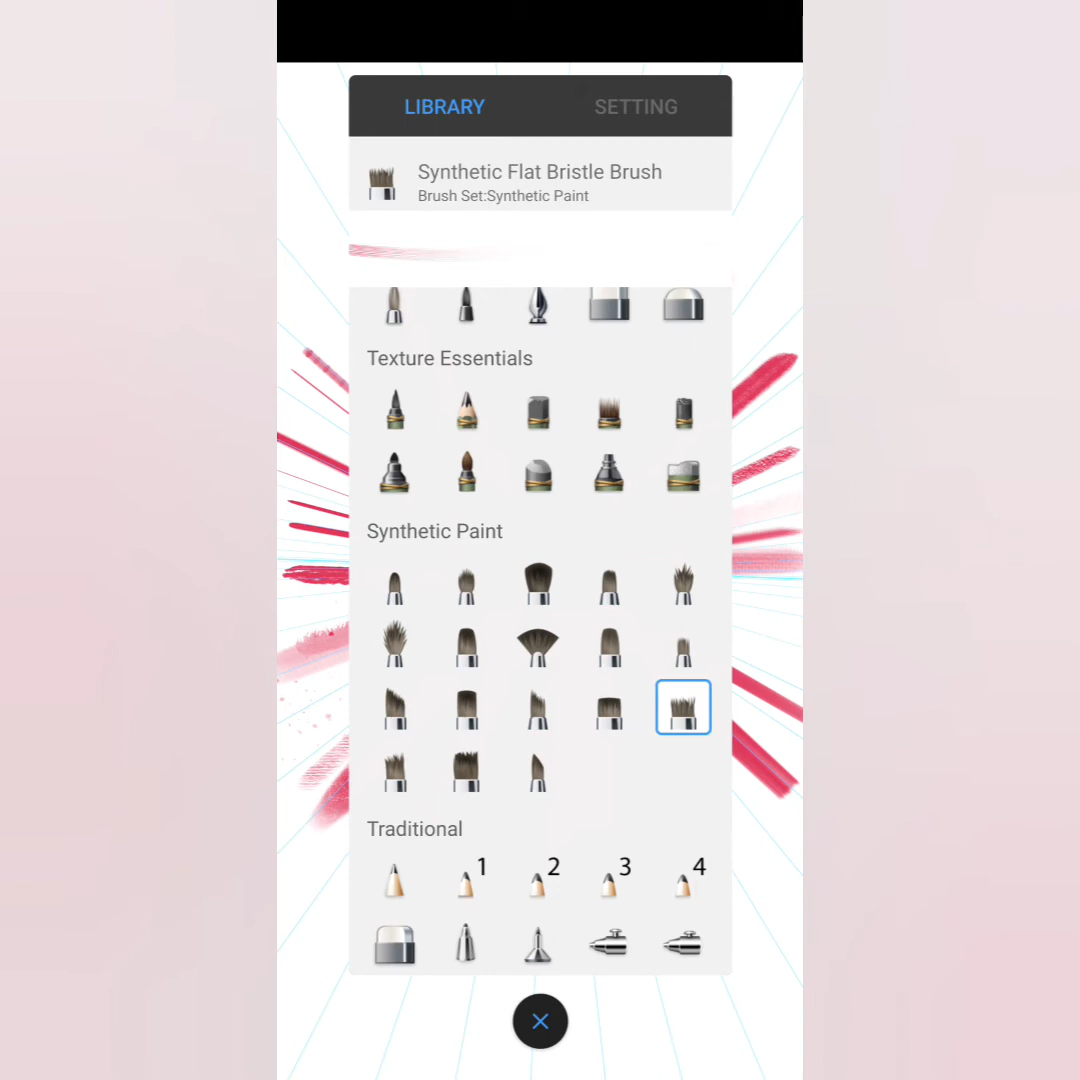 LIBRARY SETTING
Synthetic Flat Bristle Brush
Brush Set:Synthetic Paint
Texture Essentials
Synthetic Paint
Traditional
1 2 3 4